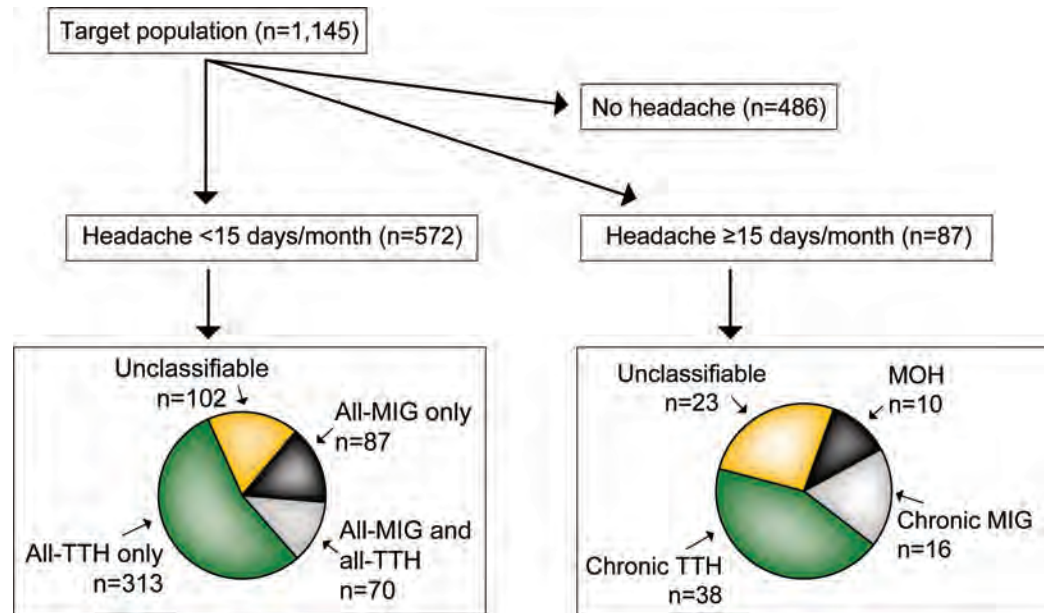 Target population (n=1,145)
No headache (n=486)
Headache <15 days/month (n=572)
Headache ≥15 days/month (n=87)
Unclassifiable
n=102
All-MIG only
n=87
All-MIG and
all-TTH
n=70
All-TTH only
n=313
Unclassifiable
n=23
MOH
n=10
Chronic MIG
n=16
Chronic TTH
n=38